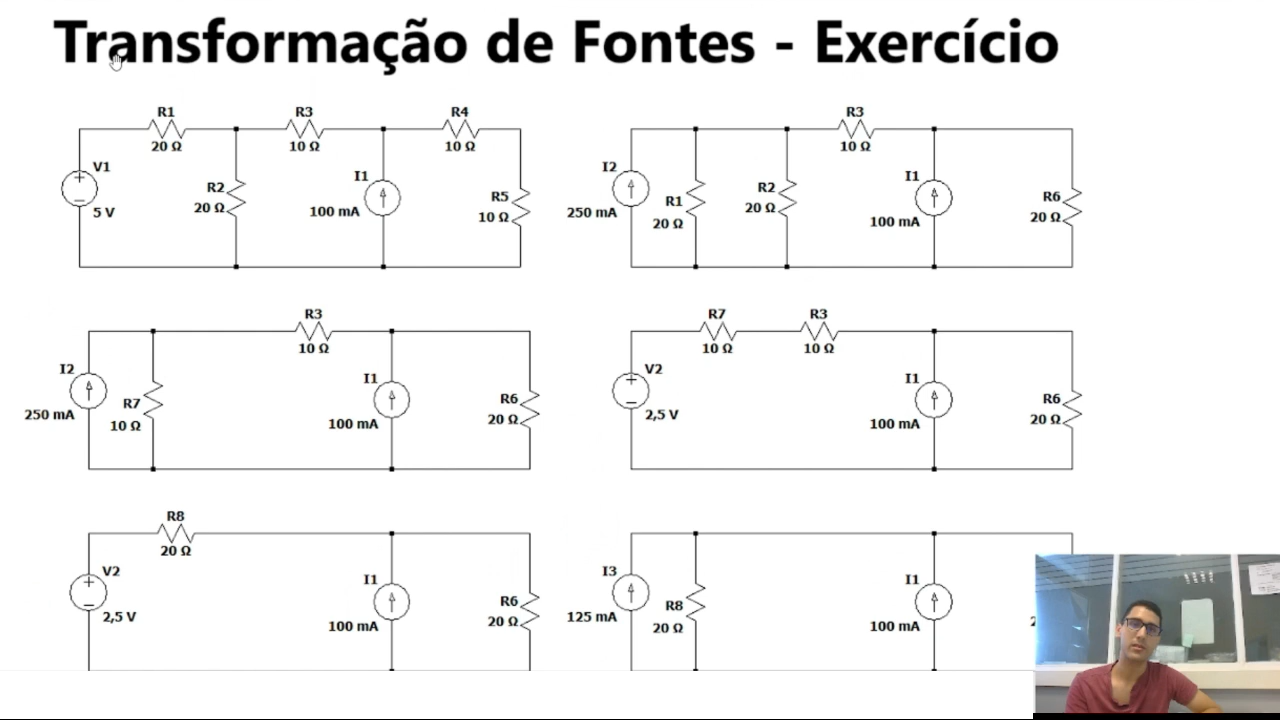 Transformação de Fontes - Exercício
R1
20 Ω
R3
10 Ω
R4
10 Ω
V1
5 V
R2
20 Ω
I1
100 mA
R5
10 Ω
I2
250 mA
R1
20 Ω
R2
20 Ω
R3
10 Ω
I1
100 mA
R6
20 Ω
I2
250 mA
R7
10 Ω
R3
10 Ω
I1
100 mA
R6
20 Ω
V2
2,5 V
R7
10 Ω
R3
10 Ω
I1
100 mA
R6
20 Ω
R8
20 Ω
V2
2,5 V
I1
100 mA
R6
20 Ω
I3
125 mA
R8
20 Ω
I1
100 mA